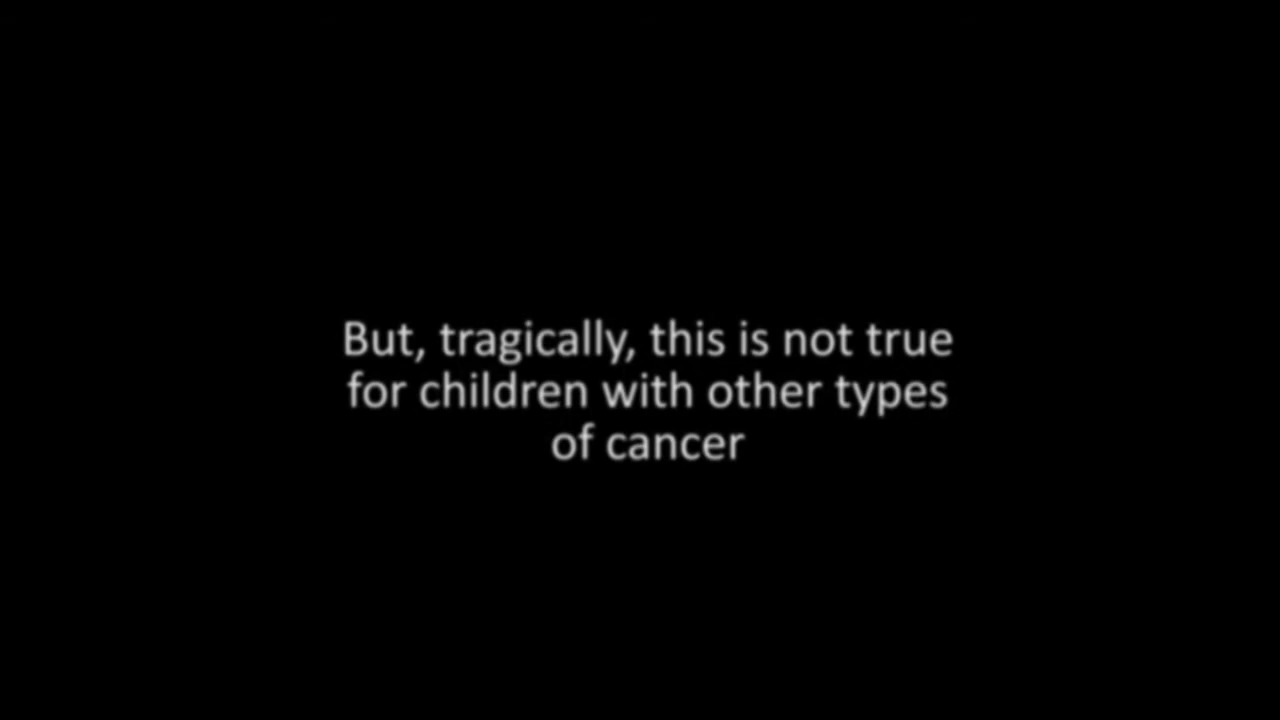 But, tragically, this is not true
for children with other types
of cancer